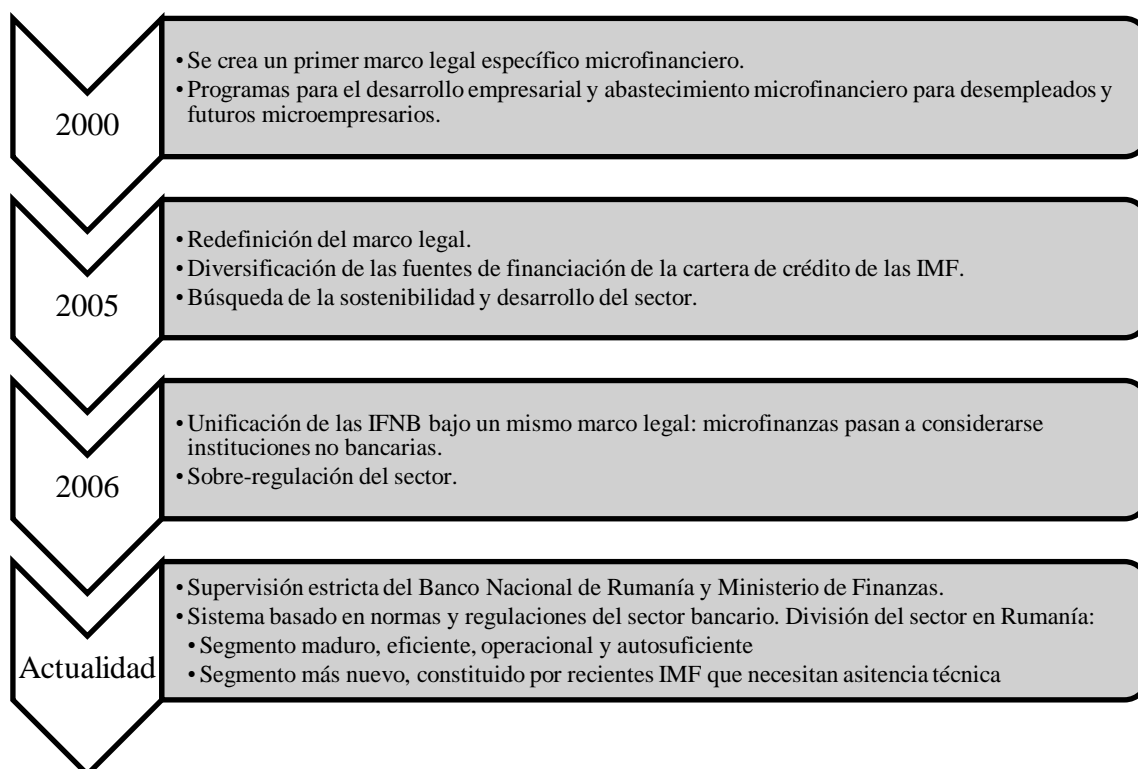 2000
• Se crea un primer marco legal específico microfinanciero.
• Programas para el desarrollo empresarial y abastecimiento microfinanciero para desempleados y
futuros microempresarios.
2005
• Redefinición del marco legal.
• Diversificación de las fuentes de financiación de la cartera de crédito de las IMF.
• Búsqueda de la sostenibilidad y desarrollo del sector.
2006
• Unificación de las IFNB bajo un mismo marco legal: microfinanzas pasan a considerarse
instituciones no bancarias.
• Sobre-regulación del sector.
Actualidad
• Supervisión estricta del Banco Nacional de Rumanía y Ministerio de Finanzas.
• Sistema basado en normas y regulaciones del sector bancario. División del sector en Rumanía:
• Segmento maduro, eficiente, operacional y autosuficiente
• Segmento más nuevo, constituido por recientes IMF que necesitan asitencia técnica